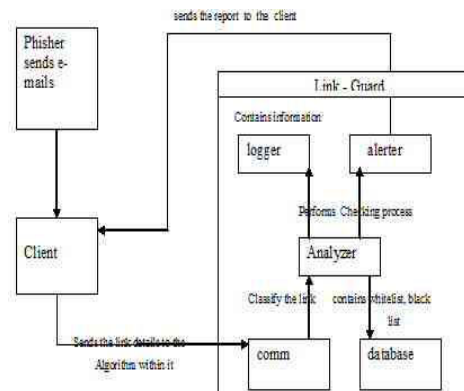 sends the report to the client
Phisher
sends e-
mails
Link - Guard
Contains information
logger
alerter
Performs Checking process
Client
Analyzer
Classify the link
contains whitelist, black
list
Sends the link details to the
Algorithm within it
comm
database